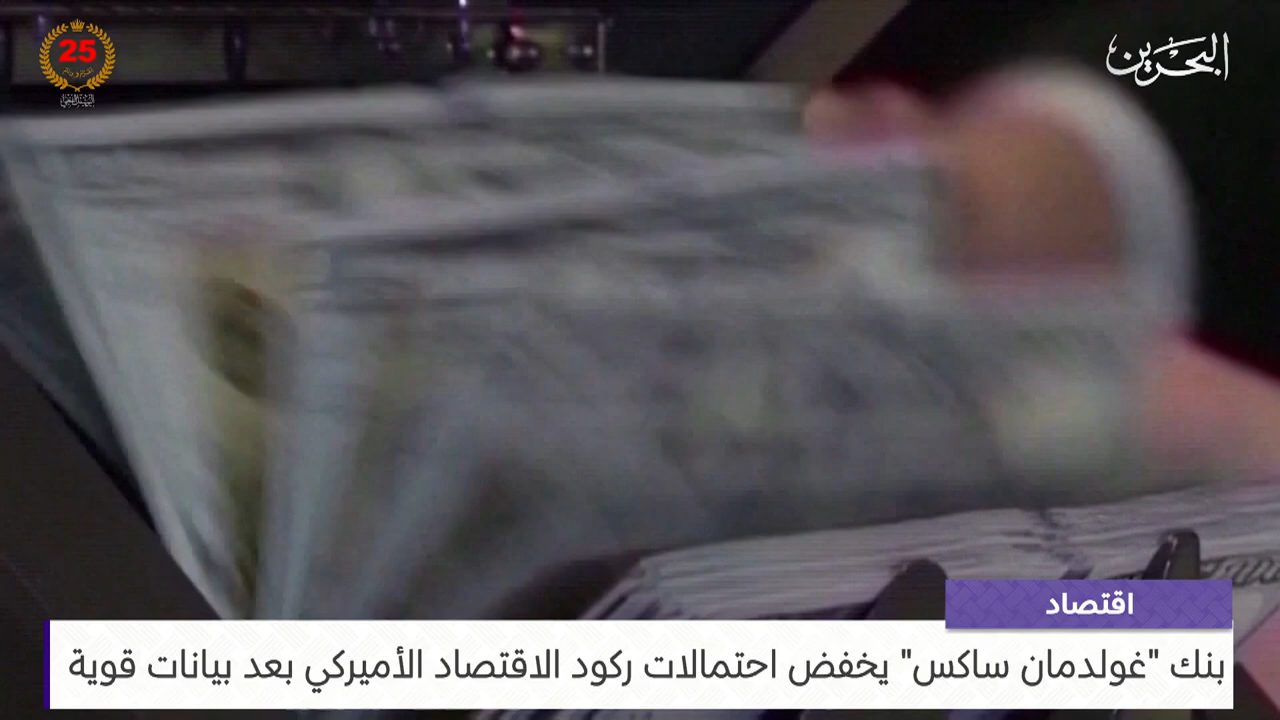 البحرين
25
اقتصاد
بنك "غولدمان ساكس" يخفض احتمالات ركود الاقتصاد الأميركي بعد بيانات قوية